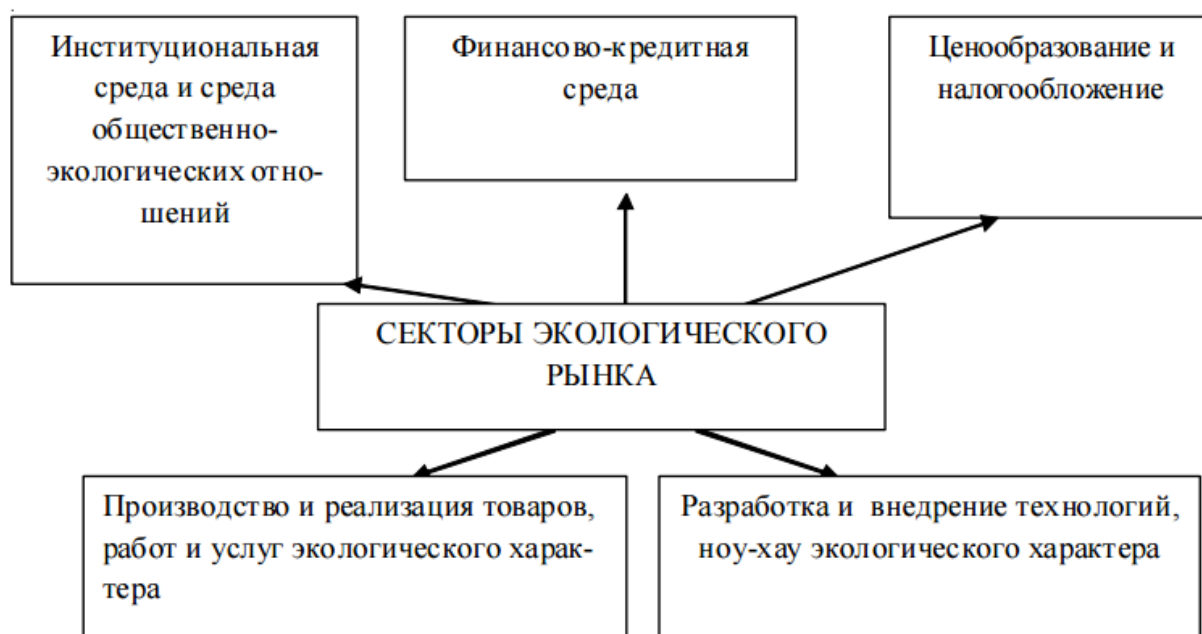 Институциональная
среда и среда
общественно-
экологических отно-
шений
Финансово-кредитная
среда
Ценообразование и
налогообложение
СЕКТОРЫ ЭКОЛОГИЧЕСКОГО
РЫНКА
Производство и реализация товаров,
работ и услуг экологического харак-
тера
Разработка и внедрение технологий,
ноу-хау экологического характера